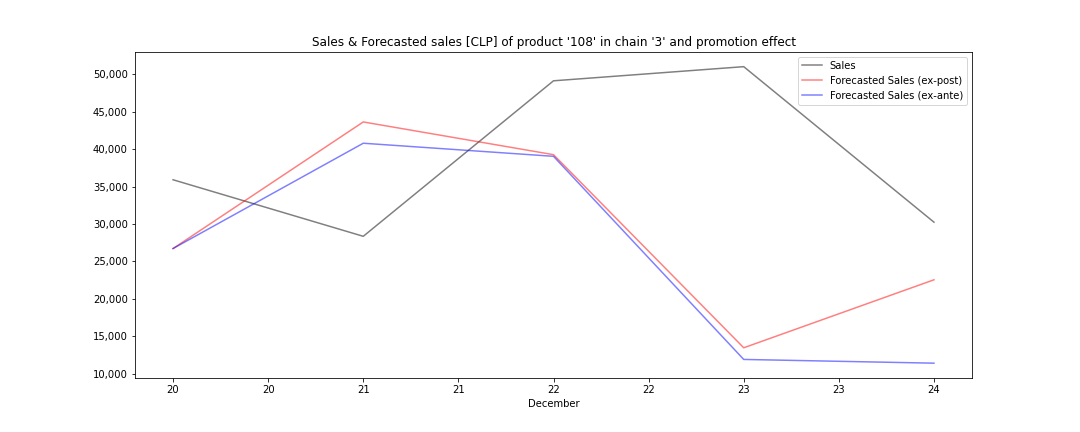 Sales & Forecasted sales [CLP] of product '108' in chain '3' and promotion effect
Sales
Forecasted Sales (ex-post)
Forecasted Sales (ex-ante)
50,000
45,000
40,000
35,000
30,000
25,000
20,000
15,000
10,000
20 20 21 21 22 22 23 23 24
December